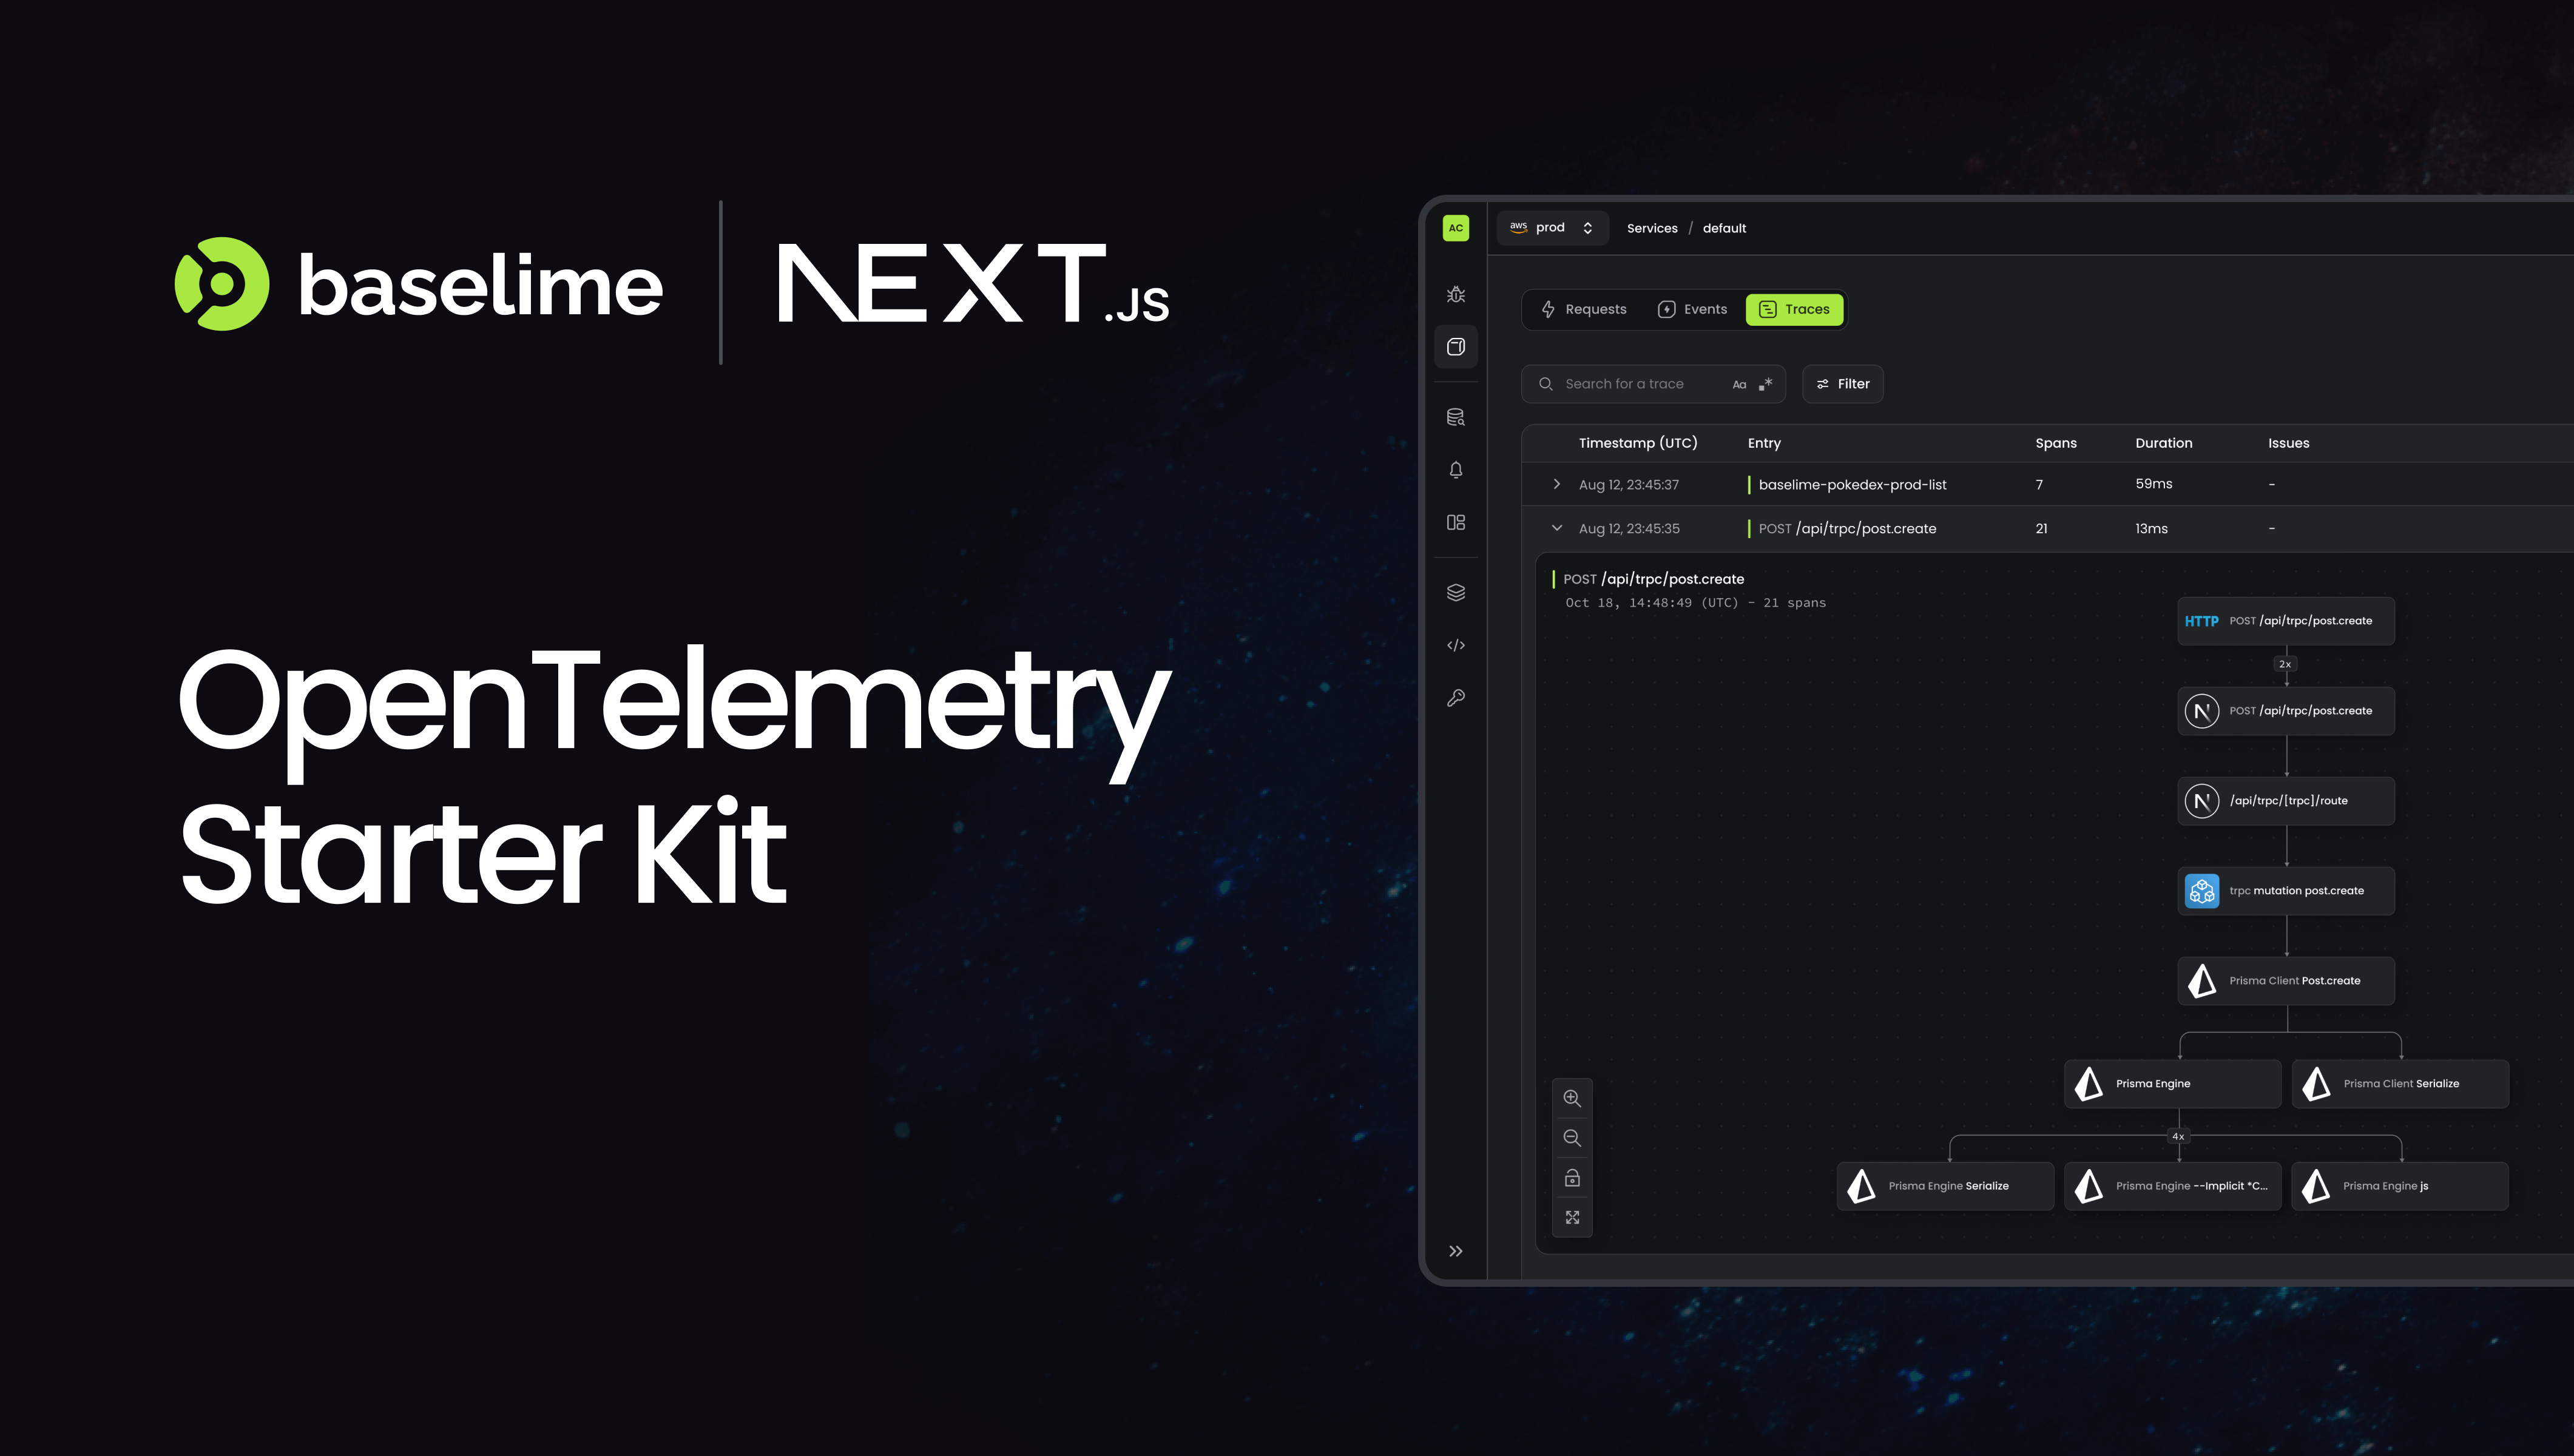 baselime
NEXT.JS
OpenTelemetry
Starter Kit
AC
aws prod
Services / default
Requests
Events
Traces
Search for a trace
Aa
Filter
Timestamp (UTC) Entry Spans Duration Issues
Aug 12, 23:45:37 baselime-pokedex-prod-list 7 59ms -
Aug 12, 23:45:35 POST /api/trpc/post.create 21 13ms -
POST /api/trpc/post.create
Oct 18, 14:48:49 (UTC) - 21 spans
HTTP POST /api/trpc/post.create
2x
N POST /api/trpc/post.create
N /api/trpc/[trpc]/route
trpc mutation post.create
Prisma Client Post.create
Prisma Engine
Prisma Client Serialize
4x
Prisma Engine Serialize
Prisma Engine --Implicit *C...
Prisma Engine js